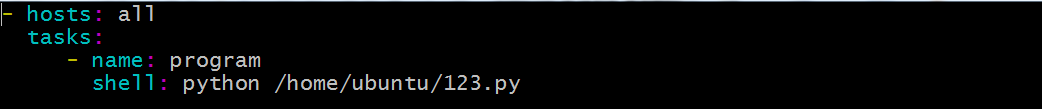 - hosts: all
  tasks:
     - name: program
       shell: python /home/ubuntu/123.py